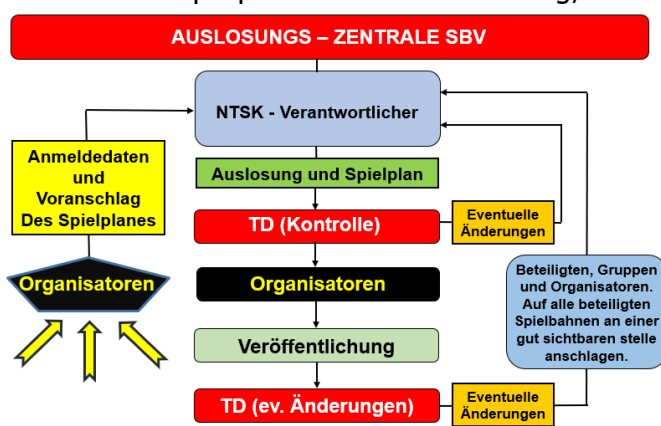 AUSLOSUNGS – ZENTRALE SBV
NTSK - Verantwortlicher
Anmeldedaten
und
Voranschlag
Des Spielplanes
Auslosung und Spielplan
TD (Kontrolle)
Eventuelle
Änderungen
Organisatoren
Organisatoren
Beteiligten, Gruppen
und Organisatoren.
Auf alle beteiligten
Spielbahnen an einer
gut sichtbaren stelle
anschlagen.
Veröffentlichung
TD (ev. Änderungen)
Eventuelle
Änderungen